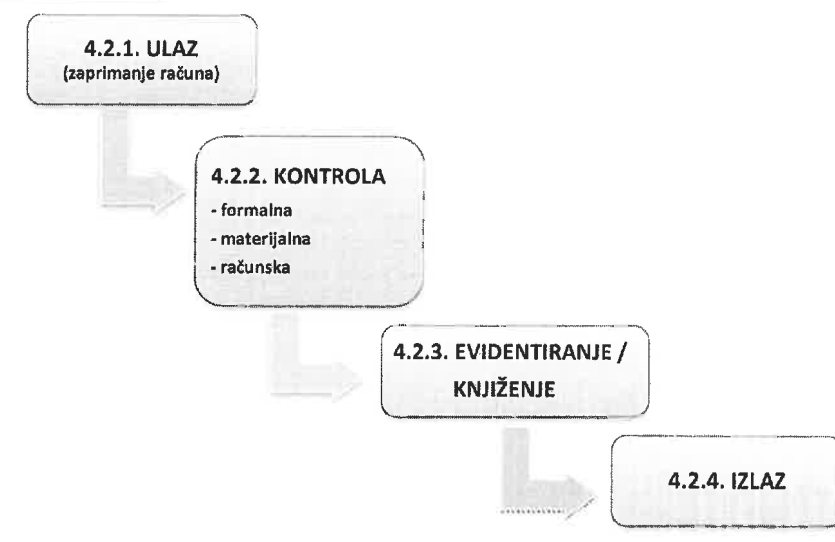 4.2.1. ULAZ
(zaprimanje računa)
4.2.2. KONTROLA
- formalna
- materijalna
- računska
4.2.3. EVIDENTIRANJE /
KNJIŽENJE
4.2.4. IZLAZ